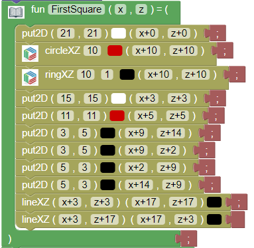 fun FirstSquare ( x , z ) = (
put2D ( 21 , 21 ) ( x+0 , z+0 ) ;
circleXZ 10 ( x+10 , z+10 ) ;
ringXZ 10 1 ( x+10 , z+10 ) ;
put2D ( 15 , 15 ) ( x+3 , z+3 ) ;
put2D ( 11 , 11 ) ( x+5 , z+5 ) ;
put2D ( 3 , 5 ) ( x+9 , z+14 ) ;
put2D ( 3 , 5 ) ( x+9 , z+2 ) ;
put2D ( 5 , 3 ) ( x+2 , z+9 ) ;
put2D ( 5 , 3 ) ( x+14 , z+9 ) ;
lineXZ ( x+3 , z+3 ) ( x+17 , z+17 ) ;
lineXZ ( x+3 , z+17 ) ( x+17 , z+3 ) ;
) ;